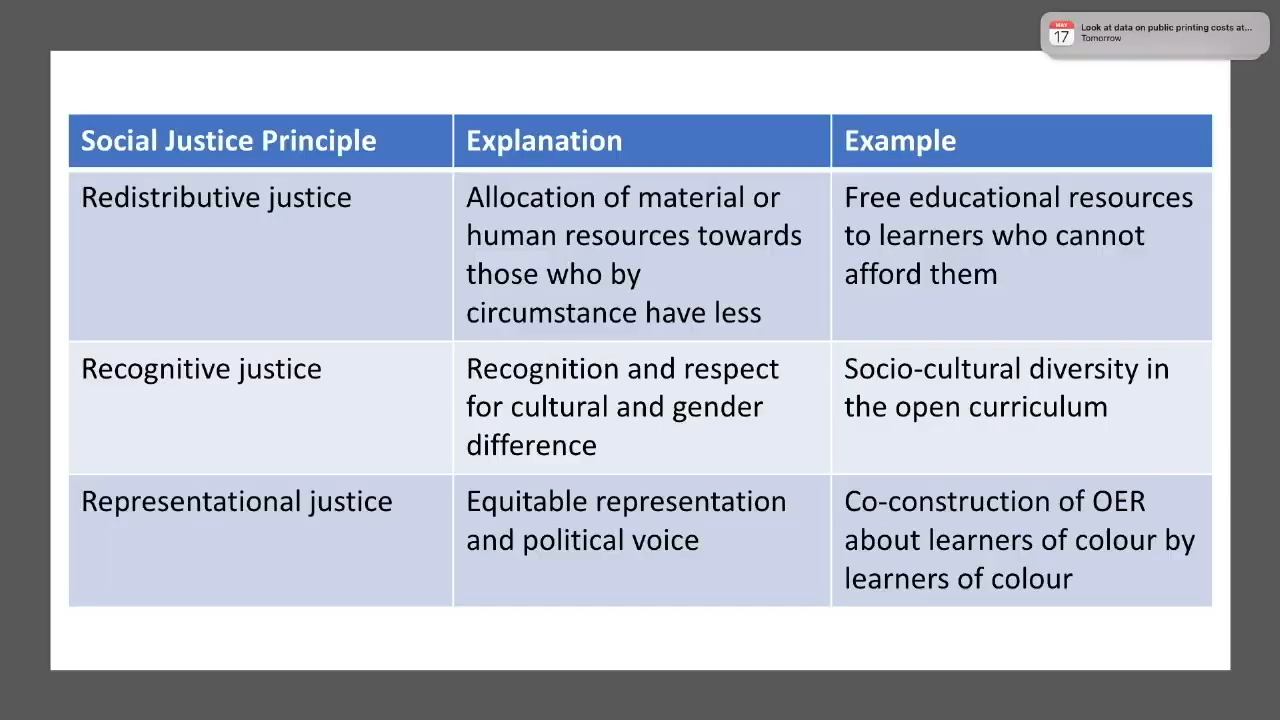 MAY
17
Look at data on public printing costs at...
Tomorrow
Social Justice Principle
Explanation
Example
Redistributive justice
Allocation of material or
human resources towards
those who by
circumstance have less
Free educational resources
to learners who cannot
afford them
Recognitive justice
Recognition and respect
for cultural and gender
difference
Socio-cultural diversity in
the open curriculum
Representational justice
Equitable representation
and political voice
Co-construction of OER
about learners of colour by
learners of colour